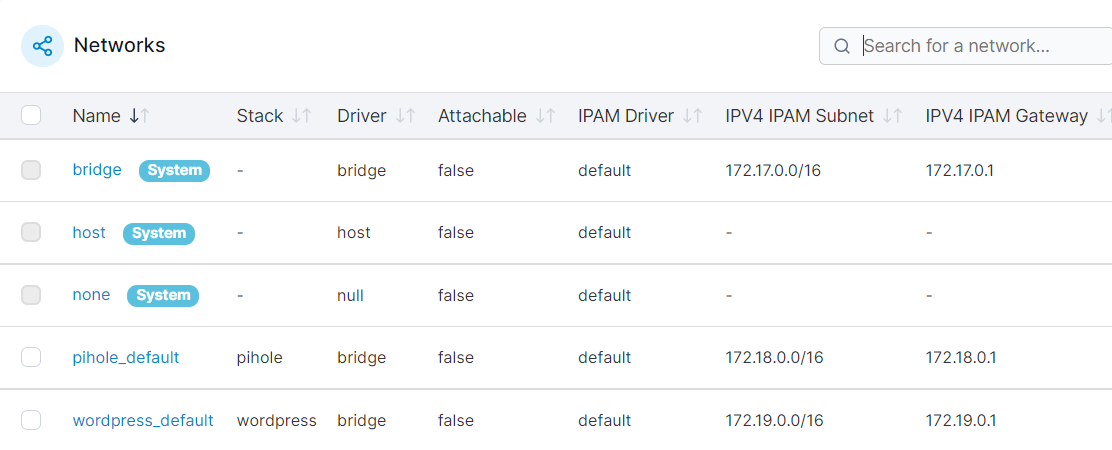 Networks
Search for a network...
Name Stack Driver Attachable IPAM Driver IPV4 IPAM Subnet IPV4 IPAM Gateway
bridge System - bridge false default 172.17.0.0/16 172.17.0.1
host System - host false default - -
none System - null false default - -
pihole_default pihole bridge false default 172.18.0.0/16 172.18.0.1
wordpress_default wordpress bridge false default 172.19.0.0/16 172.19.0.1